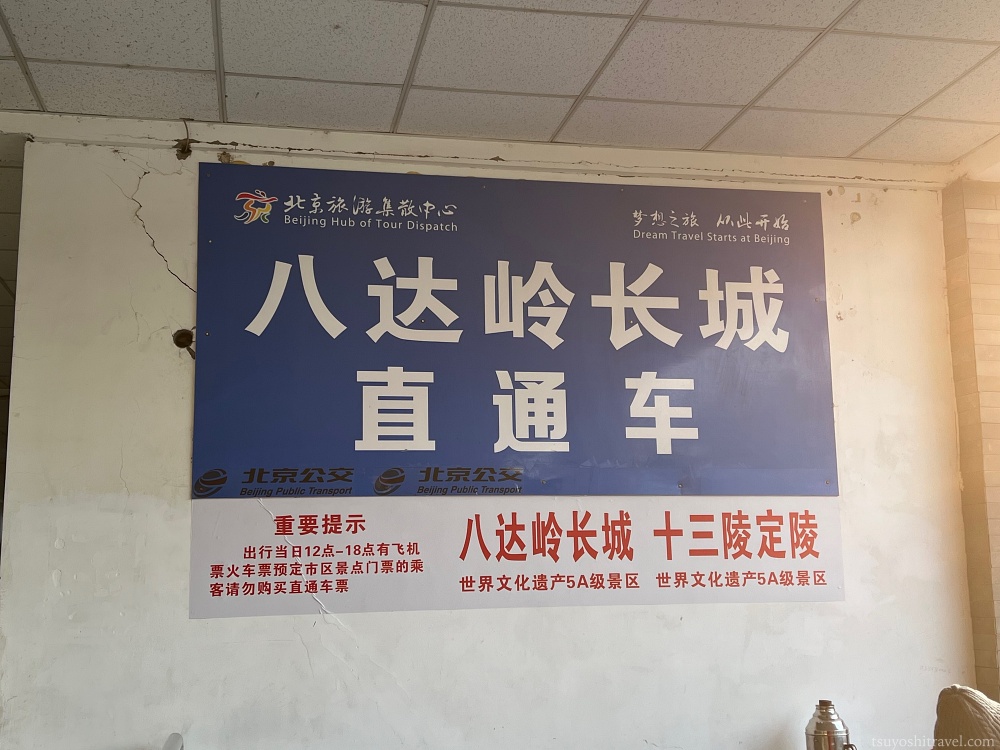 北京旅游集散中心
Beijing Hub of Tour Dispatch
梦想之旅 从此开始
Dream Travel Starts at Beijing
八达岭长城
直通车
北京公交 北京公交
Beijing Public Transport Beijing Public Transport
重要提示
出行当日12点-18点有飞机
票火车票预定市区景点门票的乘
客请勿购买直通车票
八达岭长城 十三陵定陵
世界文化遗产5A级景区 世界文化遗产5A级景区
tsuyoshitravel.com